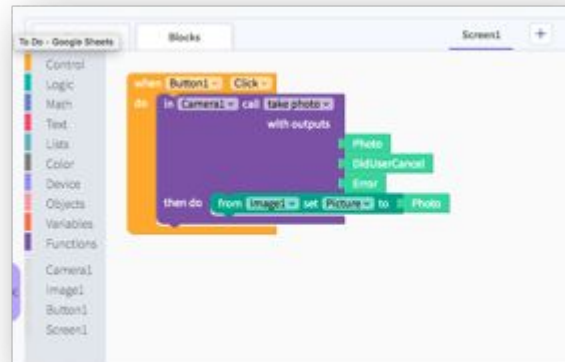 To Do - Google Sheets
Blocks
Screen1 +
Control
Logic
Math
Text
Lists
Color
Device
Objects
Variables
Functions
Camera1
Image1
Button1
Screen1
when Button1 Click
do in Camera1 call take photo
with outputs
Photo
DidUserCancel
Error
then do from Image1 set Picture to Photo